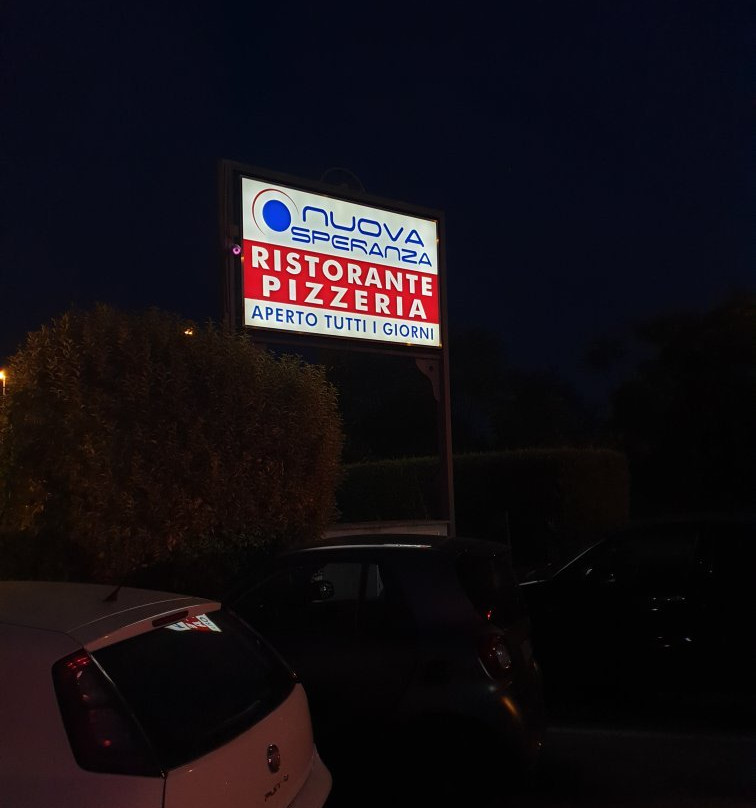 NUOVA
SPERANZA
RISTORANTE
PIZZERIA
APERTO TUTTI I GIORNI